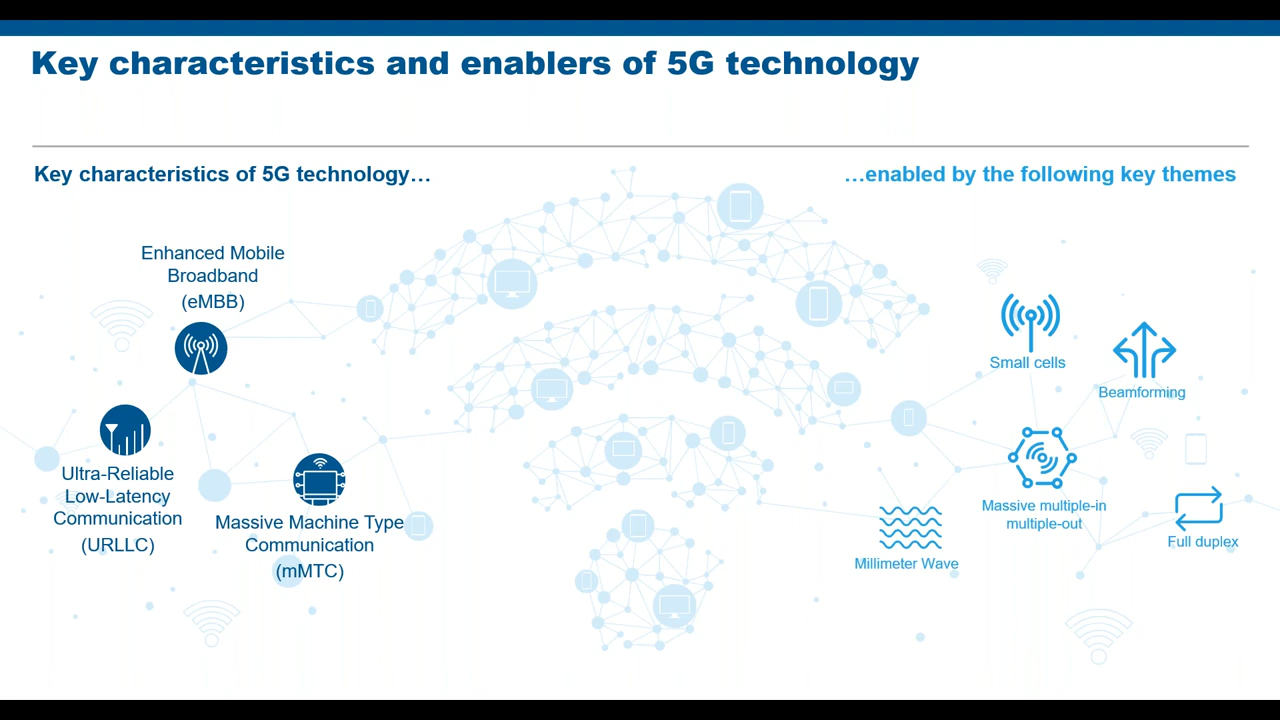 Key characteristics and enablers of 5G technology
Key characteristics of 5G technology…
…enabled by the following key themes
Enhanced Mobile
Broadband
(eMBB)
Ultra-Reliable
Low-Latency
Communication
(URLLC)
Massive Machine Type
Communication
(mMTC)
Small cells
Beamforming
Massive multiple-in
multiple-out
Full duplex
Millimeter Wave